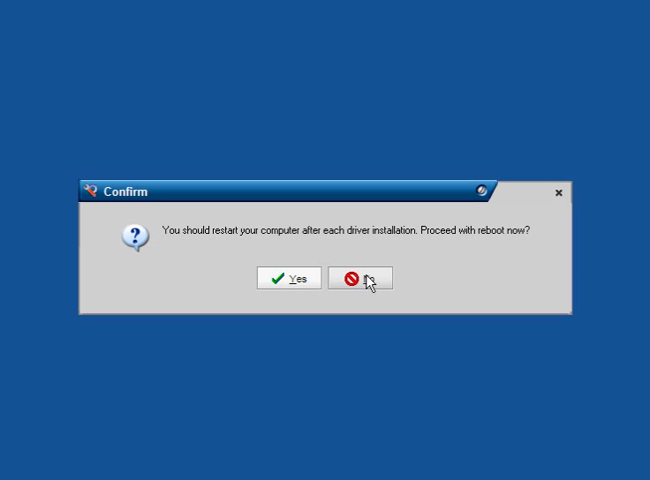 Confirm
You should restart your computer after each driver installation. Proceed with reboot now?
Yes